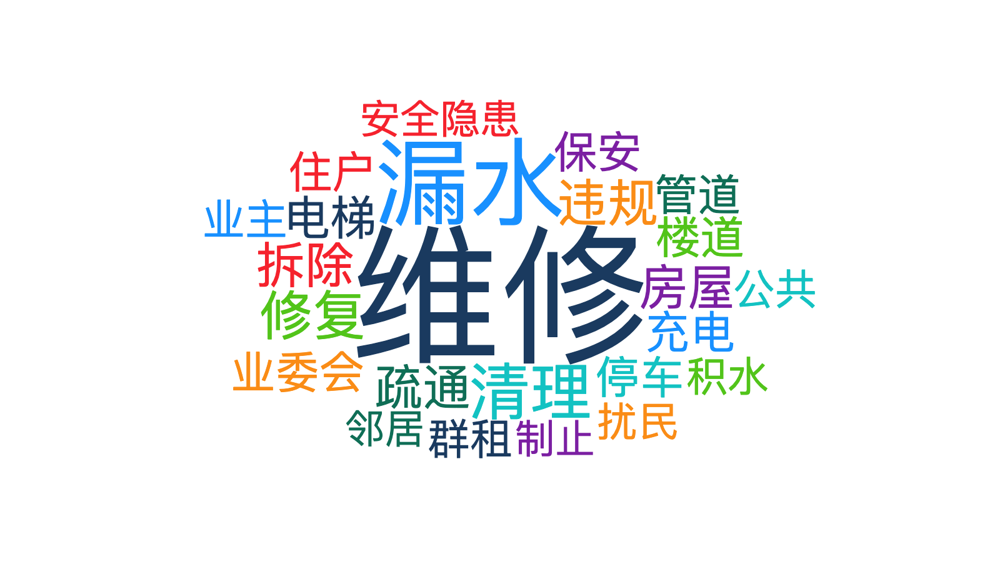 安全隐患
保安
漏水
住户
违规
管道
业主
电梯
楼道
维修
拆除
房屋
公共
修复
充电
业委会
疏通
清理
停车
积水
邻居
群租
制止
扰民